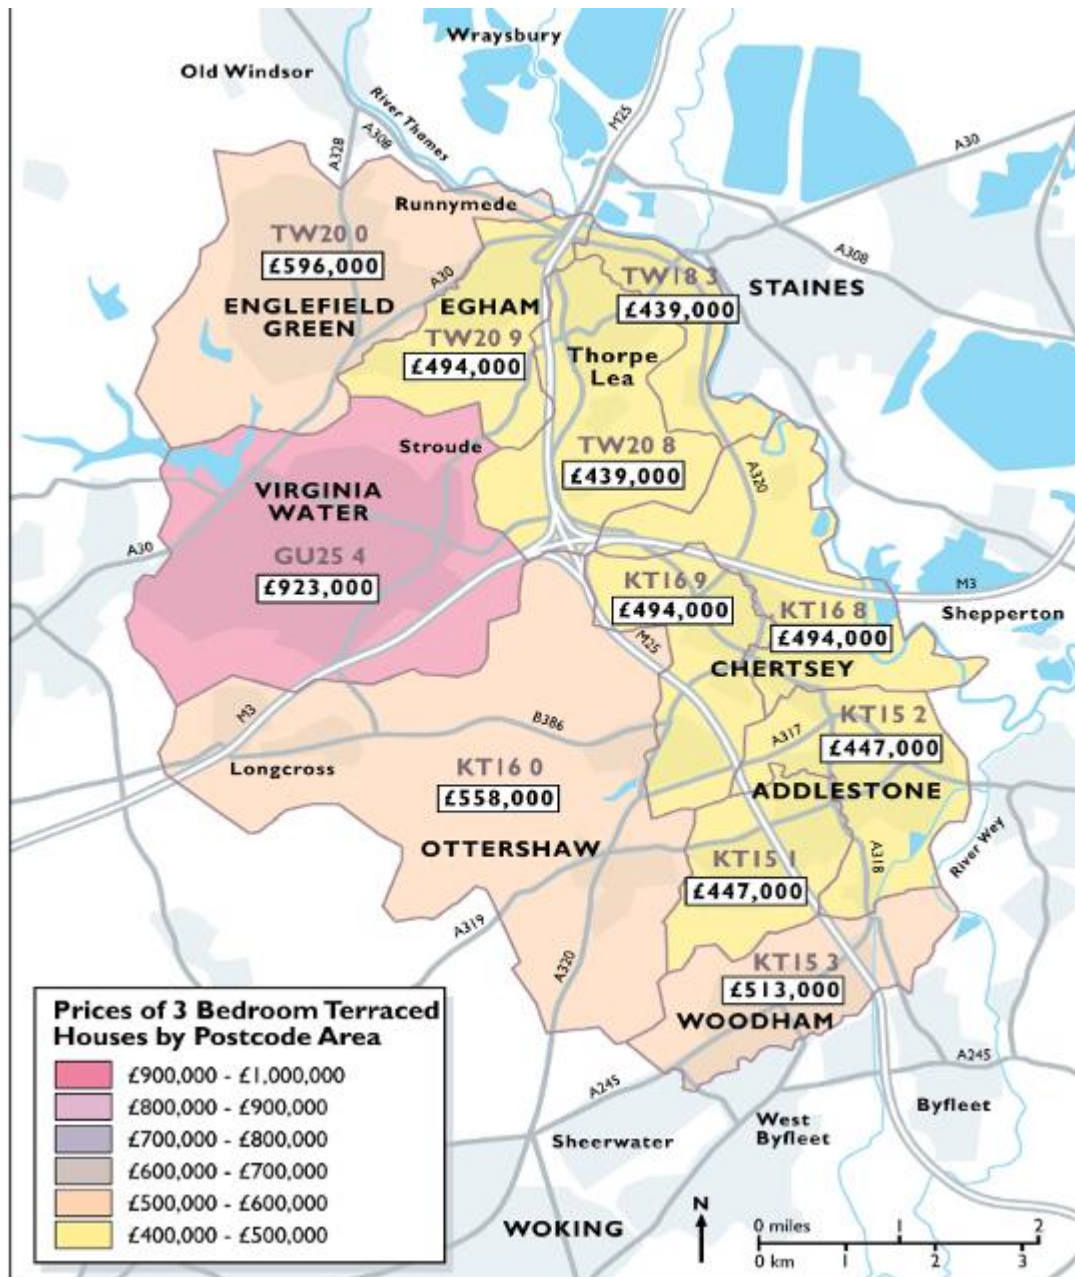 Wraysbury
Old Windsor
River Thames
M25
A30
A328
A308
Runnymede
TW20 0
£596,000
ENGLEFIELD
GREEN
A30
EGHAM
TW20 9
£494,000
TW18 3
£439,000
STAINES
A308
Thorpe
Lea
Stroude
TW20 8
£439,000
A320
VIRGINIA
WATER
GU25 4
£923,000
A30
KT16 9
£494,000
M3
KT16 8
£494,000
Shepperton
M25
CHERTSEY
M3
B386
A317
KT15 2
£447,000
Longcross
KT16 0
£558,000
ADDLESTONE
OTTERSHAW
KT15 1
£447,000
A318
River Wey
A319
A320
KT15 3
£513,000
WOODHAM
Prices of 3 Bedroom Terraced
Houses by Postcode Area
£900,000 - £1,000,000
£800,000 - £900,000
£700,000 - £800,000
£600,000 - £700,000
£500,000 - £600,000
£400,000 - £500,000
A245
A245
Sheerwater
West
Byfleet
Byfleet
WOKING
N
0 miles 1 2
0 km 1 2 3